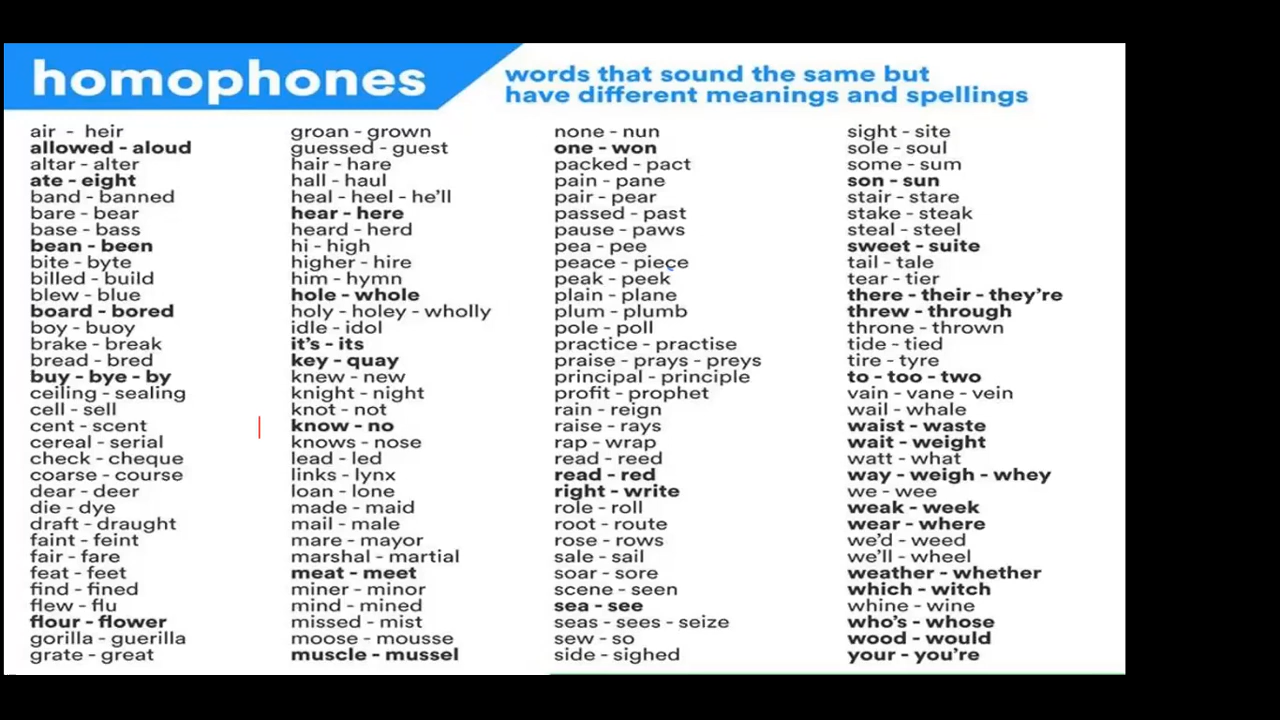 homophones
words that sound the same but
have different meanings and spellings
air - heir
allowed - aloud
altar - alter
ate - eight
band - banned
bare - bear
base - bass
bean - been
bite - byte
billed - build
blew - blue
board - bored
boy - buoy
brake - break
bread - bred
buy - bye - by
ceiling - sealing
cell - sell
cent - scent
cereal - serial
check - cheque
coarse - course
dear - deer
die - dye
draft - draught
faint - feint
fair - fare
feat - feet
find - fined
flew - flu
flour - flower
gorilla - guerilla
grate - great
groan - grown
guessed - guest
hair - hare
hall - haul
heal - heel - he'll
hear - here
heard - herd
hi - high
higher - hire
him - hymn
hole - whole
holy - holey - wholly
idle - idol
it's - its
key - quay
knew - new
knight - night
knot - not
know - no
knows - nose
lead - led
links - lynx
loan - lone
made - maid
mail - male
mare - mayor
marshal - martial
meat - meet
miner - minor
mind - mined
missed - mist
moose - mousse
muscle - mussel
none - nun
one - won
packed - pact
pain - pane
pair - pear
passed - past
pause - paws
pea - pee
peace - piece
peak - peek
plain - plane
plum - plumb
pole - poll
practice - practise
praise - prays - preys
principal - principle
profit - prophet
rain - reign
raise - rays
rap - wrap
read - reed
read - red
right - write
role - roll
root - route
rose - rows
sale - sail
soar - sore
scene - seen
sea - see
seas - sees - seize
sew - so
side - sighed
sight - site
sole - soul
some - sum
son - sun
stair - stare
stake - steak
steal - steel
sweet - suite
tail - tale
tear - tier
there - their - they're
threw - through
throne - thrown
tide - tied
tire - tyre
to - too - two
vain - vane - vein
wail - whale
waist - waste
wait - weight
watt - what
way - weigh - whey
we - wee
weak - week
wear - where
we'd - weed
we'll - wheel
weather - whether
which - witch
whine - wine
who's - whose
wood - would
your - you're